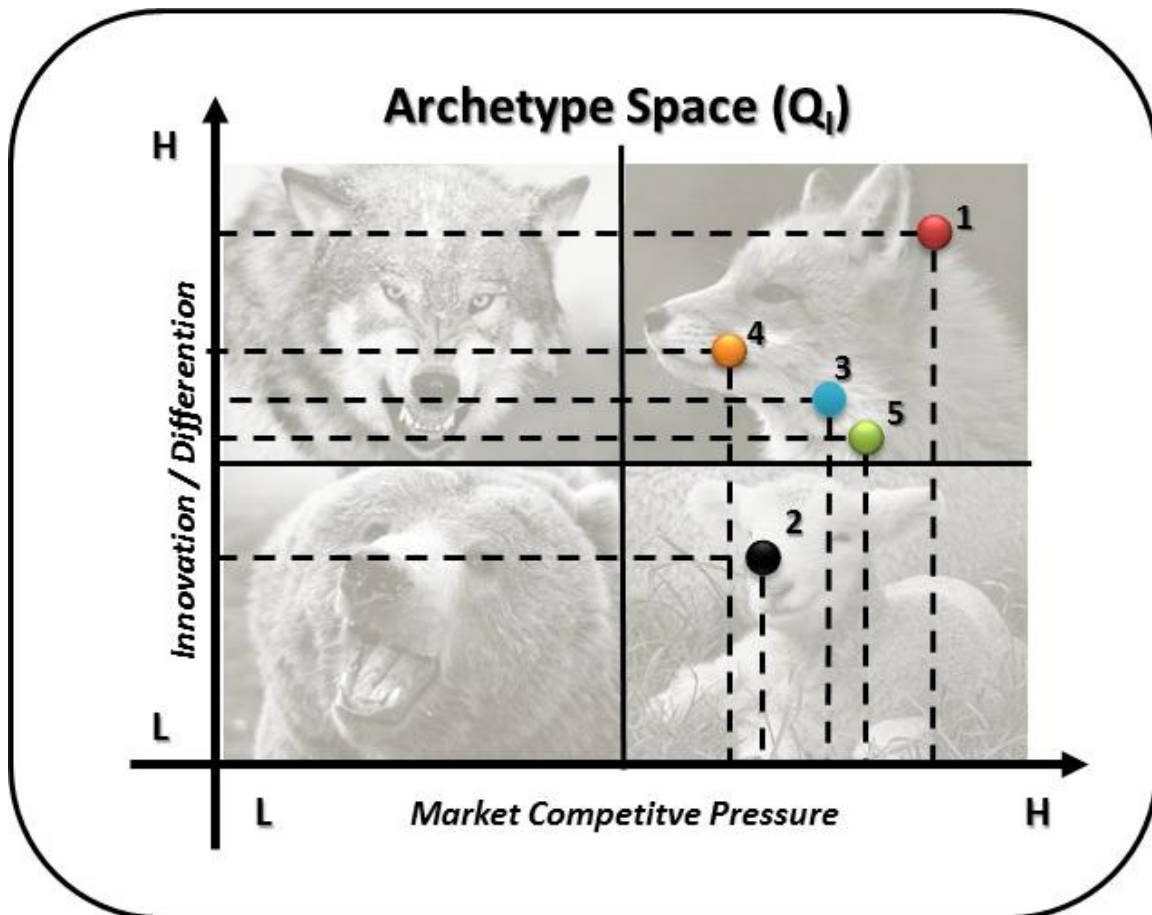 Archetype Space (QI)
H
Innovation / Differention
L
1
4
3
5
2
L
Market Competitve Pressure
H